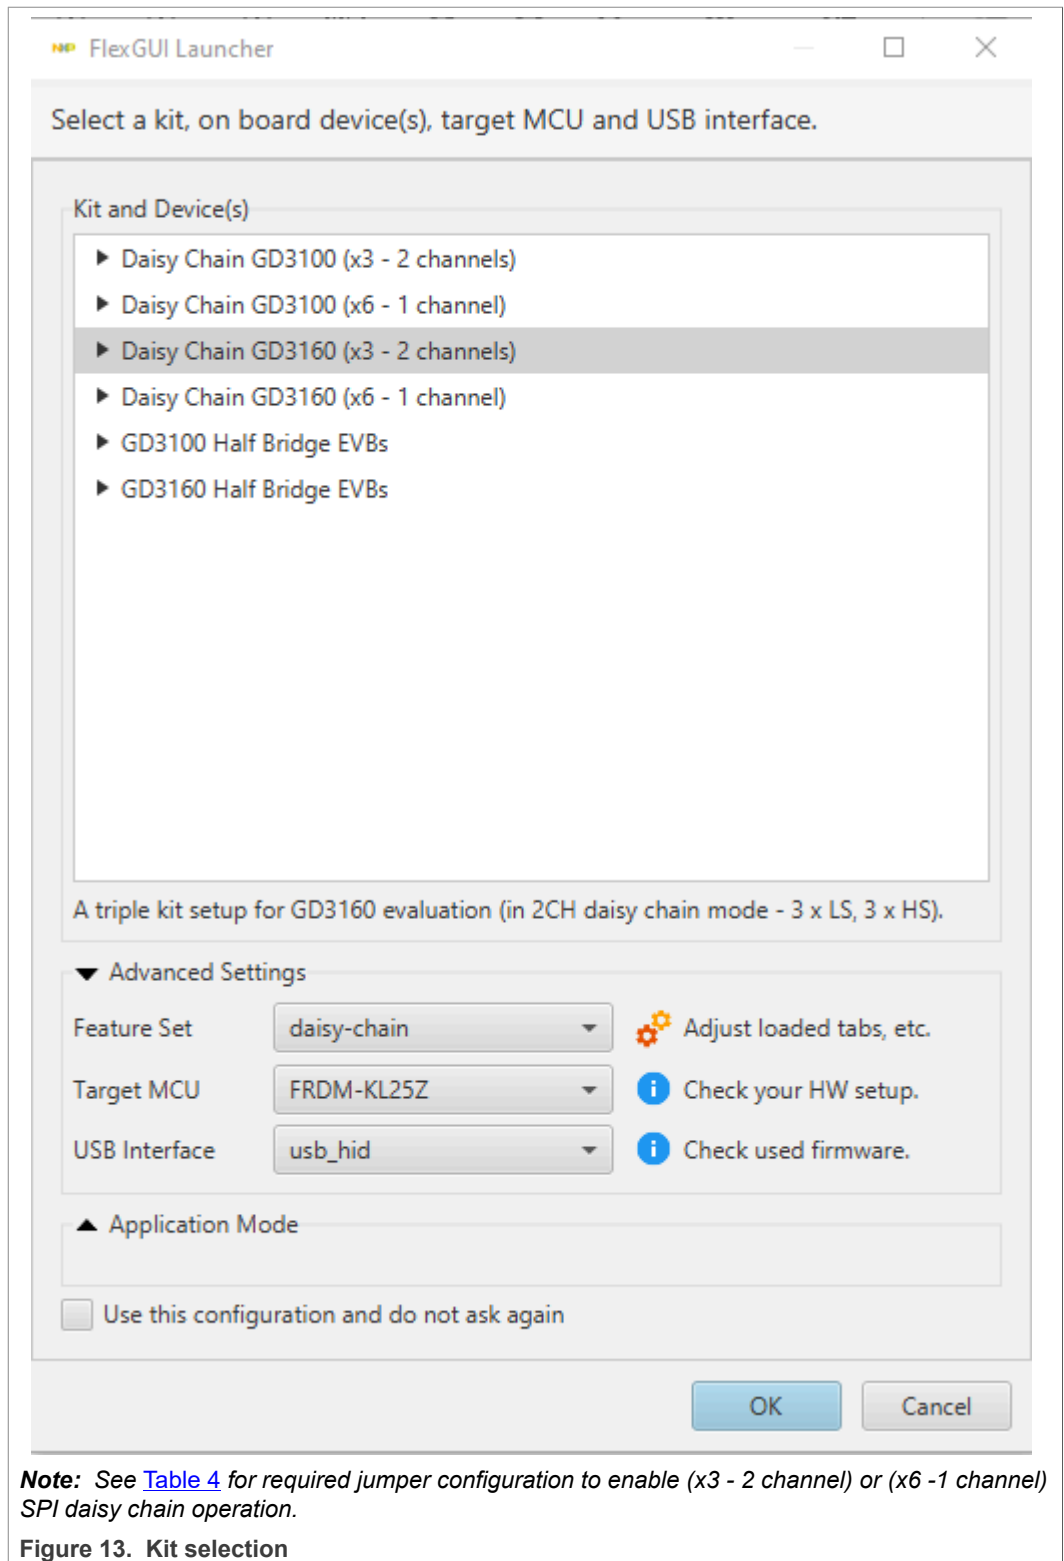 NXP FlexGUI Launcher
Select a kit, on board device(s), target MCU and USB interface.
Kit and Device(s)
Daisy Chain GD3100 (x3 - 2 channels)
Daisy Chain GD3100 (x6 - 1 channel)
Daisy Chain GD3160 (x3 - 2 channels)
Daisy Chain GD3160 (x6 - 1 channel)
GD3100 Half Bridge EVBs
GD3160 Half Bridge EVBs
A triple kit setup for GD3160 evaluation (in 2CH daisy chain mode - 3 x LS, 3 x HS).
Advanced Settings
Feature Set daisy-chain Adjust loaded tabs, etc.
Target MCU FRDM-KL25Z Check your HW setup.
USB Interface usb_hid Check used firmware.
Application Mode
Use this configuration and do not ask again
OK Cancel
Note: See Table 4 for required jumper configuration to enable (x3 - 2 channel) or (x6 -1 channel)
SPI daisy chain operation.
Figure 13. Kit selection